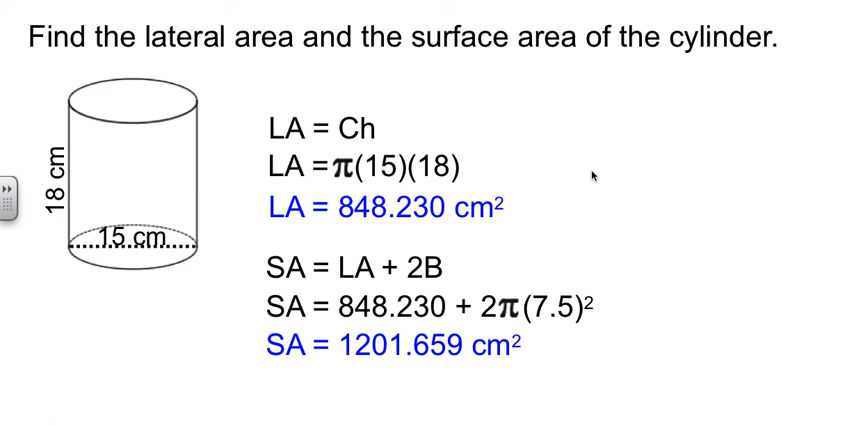 Find the lateral area and the surface area of the cylinder.
18 cm
15 cm
LA = Ch
LA = π(15)(18)
LA = 848.230 cm²
SA = LA + 2B
SA = 848.230 + 2π(7.5)²
SA = 1201.659 cm²